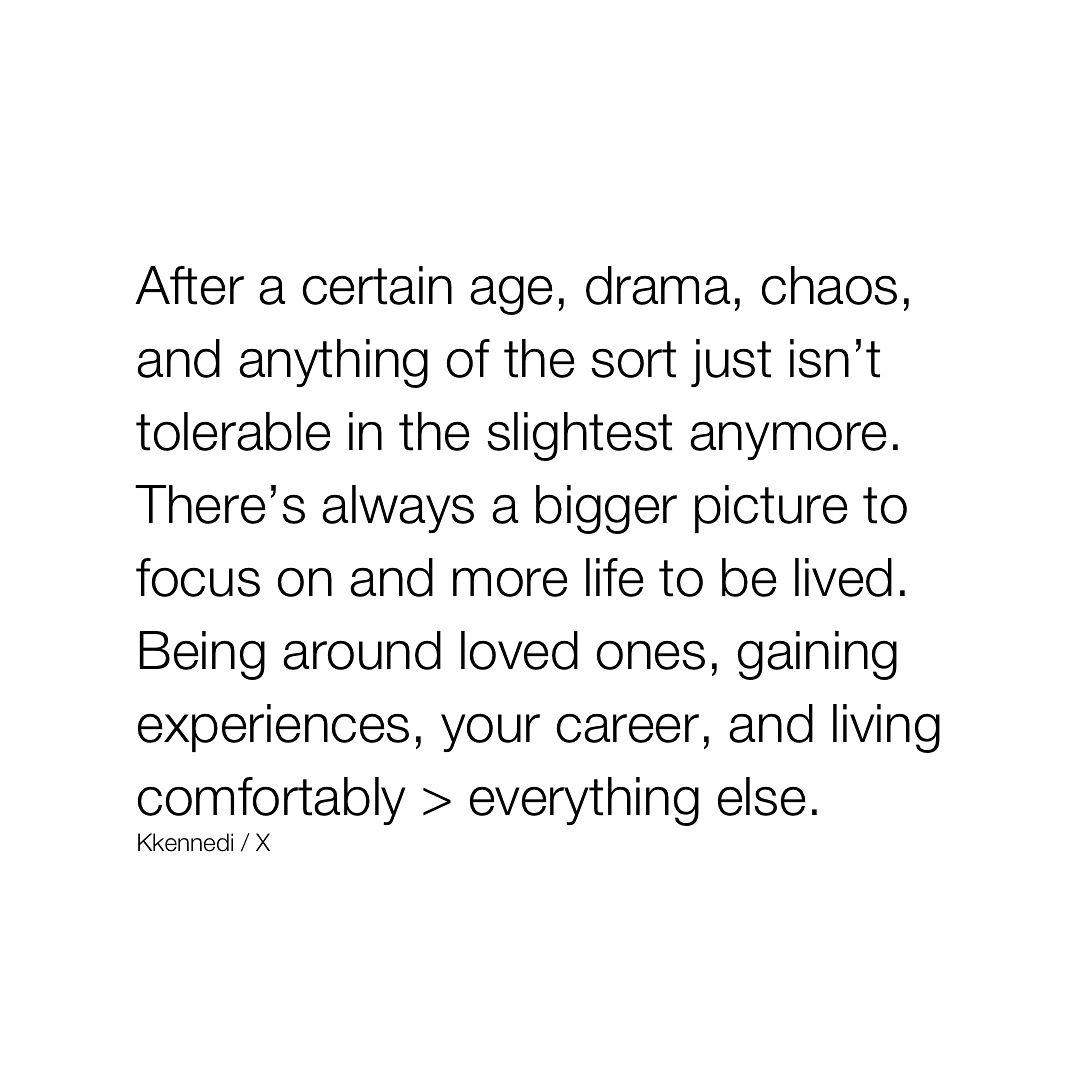 After a certain age, drama, chaos,
and anything of the sort just isn’t
tolerable in the slightest anymore.
There’s always a bigger picture to
focus on and more life to be lived.
Being around loved ones, gaining
experiences, your career, and living
comfortably > everything else.
Kkennedi / X